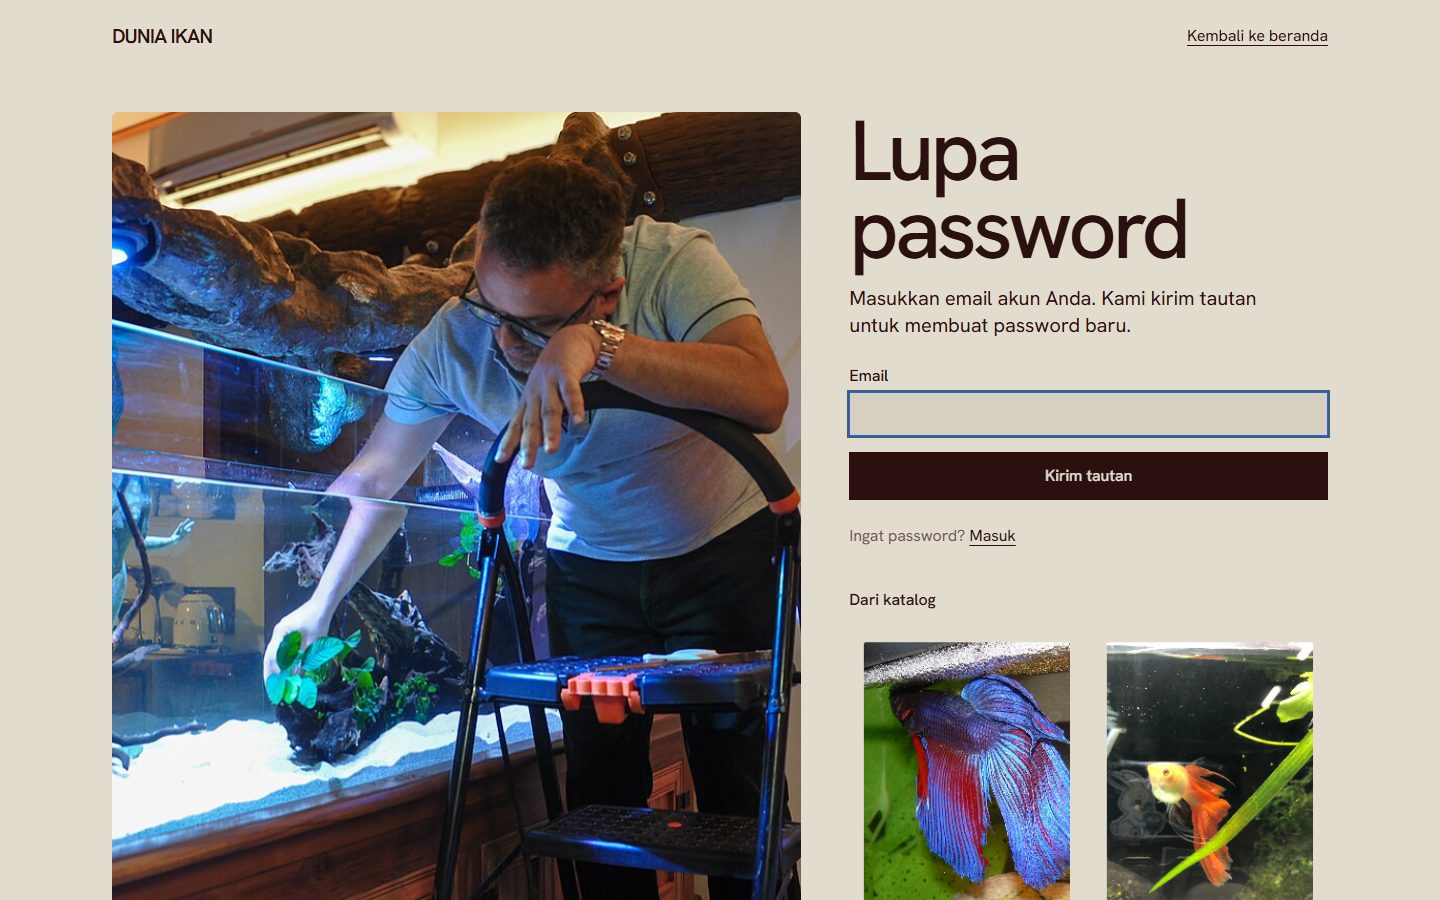 DUNIA IKAN
Kembali ke beranda
Lupa
password
Masukkan email akun Anda. Kami kirim tautan
untuk membuat password baru.
Email
Kirim tautan
Ingat password? Masuk
Dari katalog